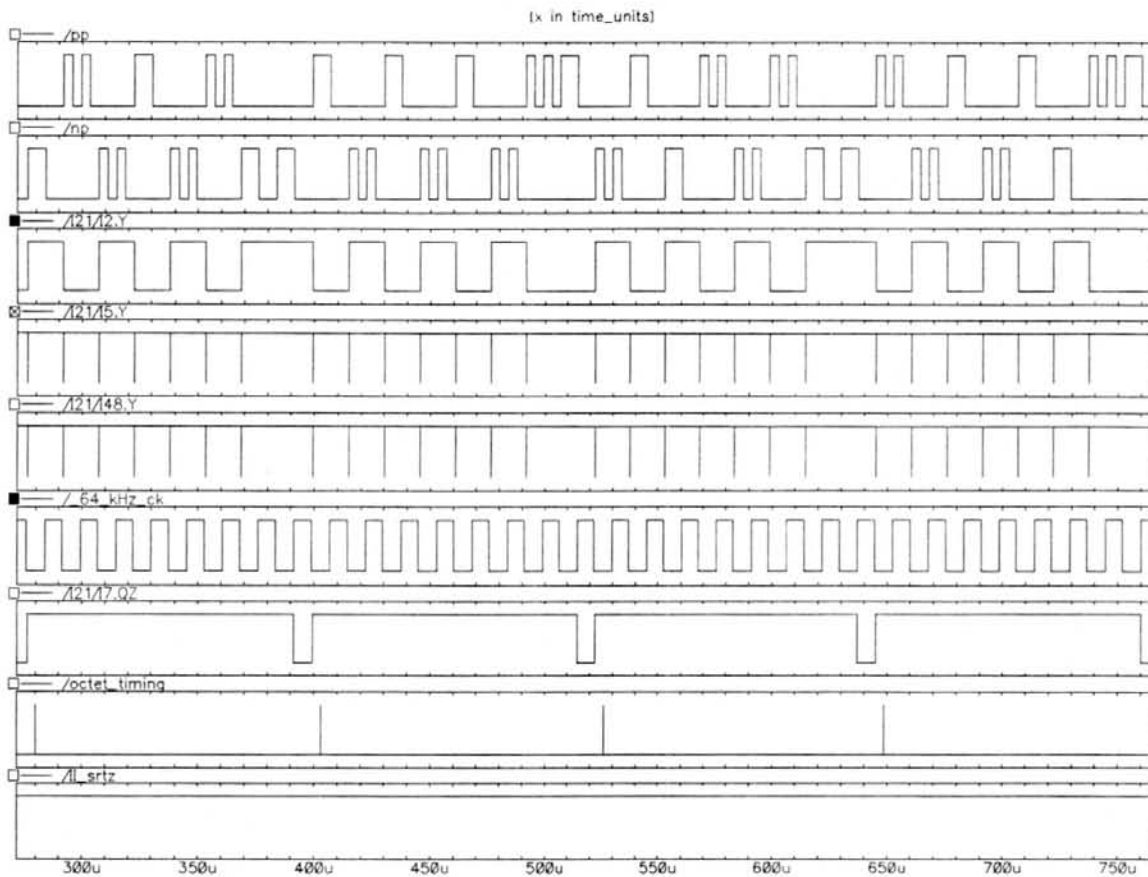 (x in time_units)
/pp
/np
/I21/I2.Y
/I21/I5.Y
/I21/I48.Y
/_64_kHz_ck
/I21/I7.QZ
/octet_timing
/ll_srtz
300u 350u 400u 450u 500u 550u 600u 650u 700u 750u